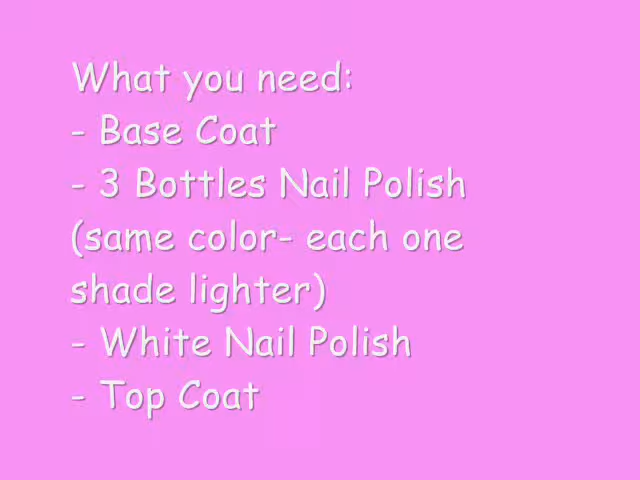 What you need:
- Base Coat
- 3 Bottles Nail Polish
(same color- each one
shade lighter)
- White Nail Polish
- Top Coat